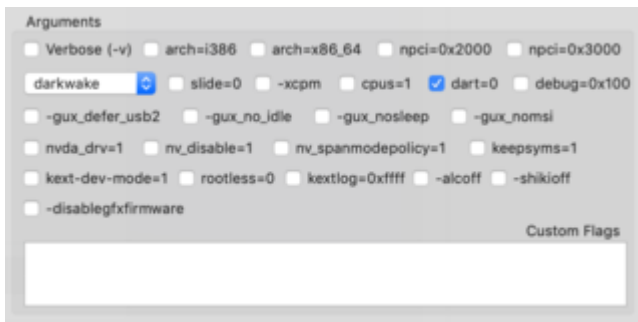 Arguments
Verbose (-v) arch=i386 arch=x86_64 npci=0x2000 npci=0x3000
darkwake slide=0 -xcpm cpus=1 dart=0 debug=0x100
-gux_defer_usb2 -gux_no_idle -gux_nosleep -gux_nomsi
nvda_drv=1 nv_disable=1 nv_spanmodepolicy=1 keepsyms=1
kext-dev-mode=1 rootless=0 kextlog=0xffff -alcoff -shikioff
-disablegfxfirmware
Custom Flags